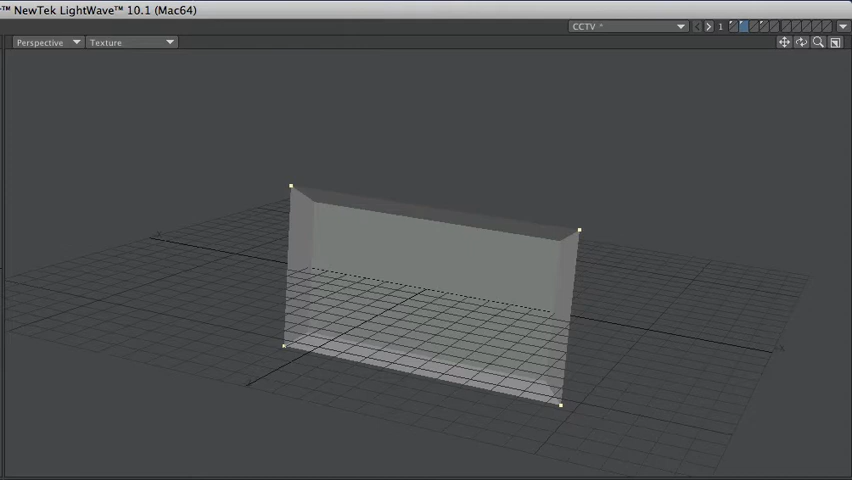 ™ NewTek LightWave™ 10.1 (Mac64)
CCTV * 1
Perspective Texture